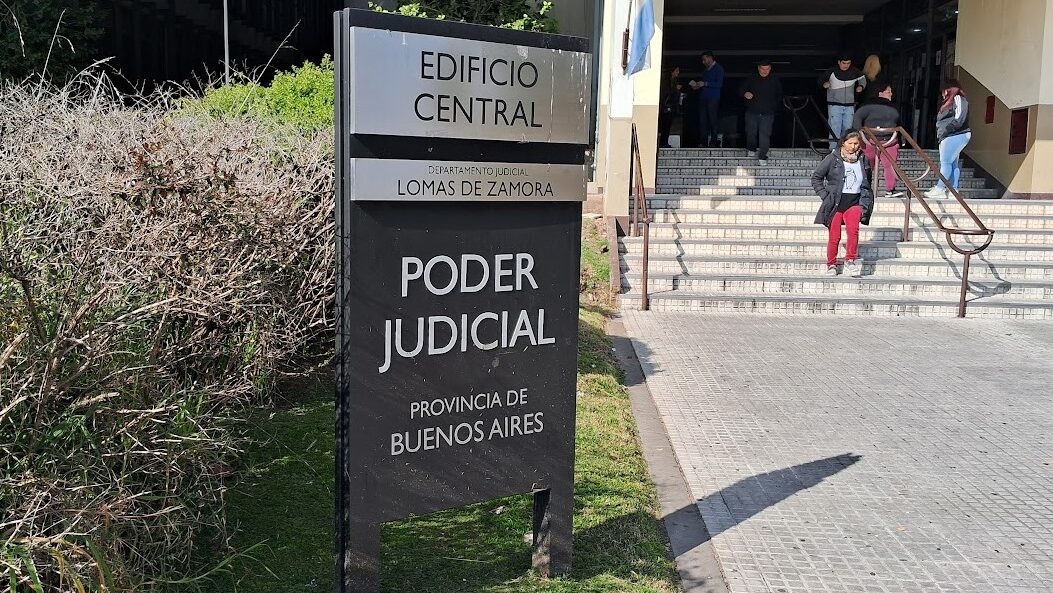 EDIFICIO
CENTRAL
DEPARTAMENTO JUDICIAL
LOMAS DE ZAMORA
PODER
JUDICIAL
PROVINCIA DE
BUENOS AIRES